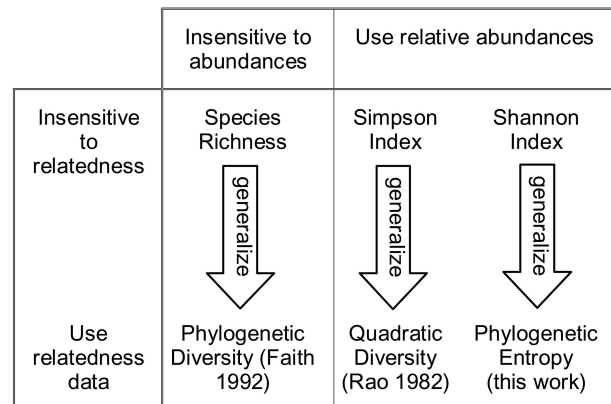 Insensitive to
abundances
Use relative abundances
Insensitive
to
relatedness
Species
Richness
Simpson
Index
Shannon
Index
generalize
generalize
generalize
Use
relatedness
data
Phylogenetic
Diversity (Faith
1992)
Quadratic
Diversity
(Rao 1982)
Phylogenetic
Entropy
(this work)